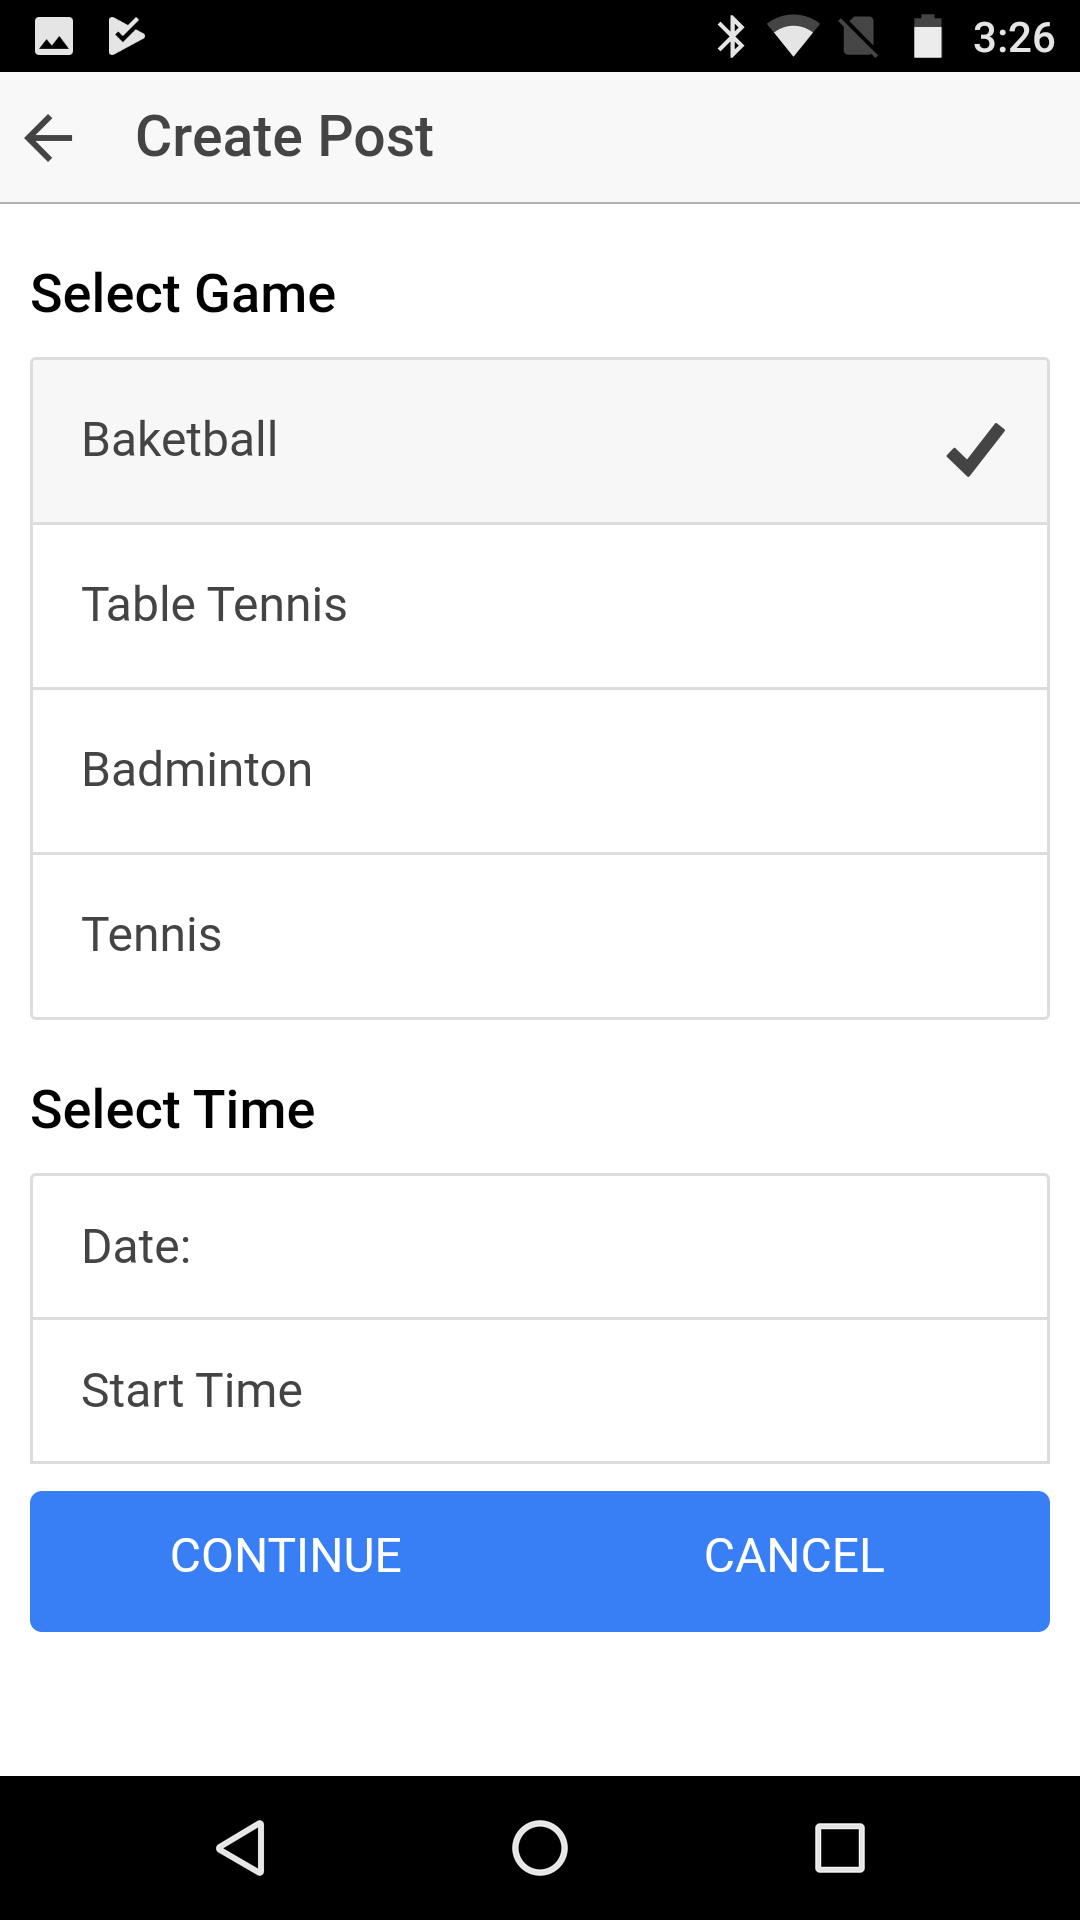 3:26
Create Post
Select Game
Baketball
Table Tennis
Badminton
Tennis
Select Time
Date:
Start Time
CONTINUE CANCEL